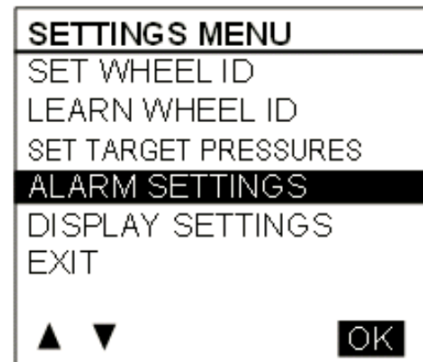 SETTINGS MENU
SET WHEEL ID
LEARN WHEEL ID
SET TARGET PRESSURES
ALARM SETTINGS
DISPLAY SETTINGS
EXIT
▲ ▼ OK